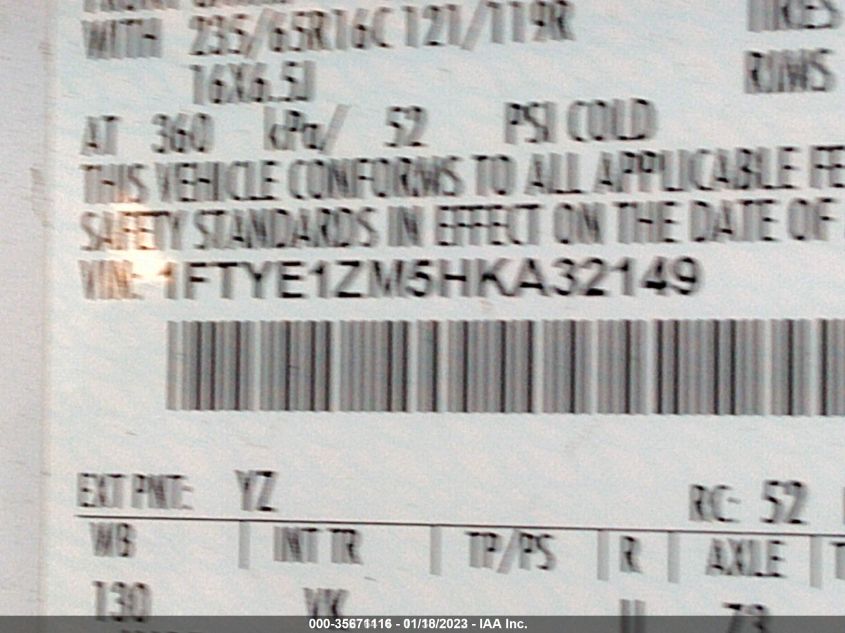 WITH 235/65R16C 121/119R TIRES
16X6.5J RIMS
AT 360 kPa/ 52 PSI COLD
THIS VEHICLE CONFORMS TO ALL APPLICABLE FE
SAFETY STANDARDS IN EFFECT ON THE DATE OF
VIN: 1FTYE1ZM5HKA32149
EXT PNT: YZ RC: 52
WB INT TR TP/PS R AXLE T
130 VK U 73
000-35671116 - 01/18/2023 - IAA Inc.